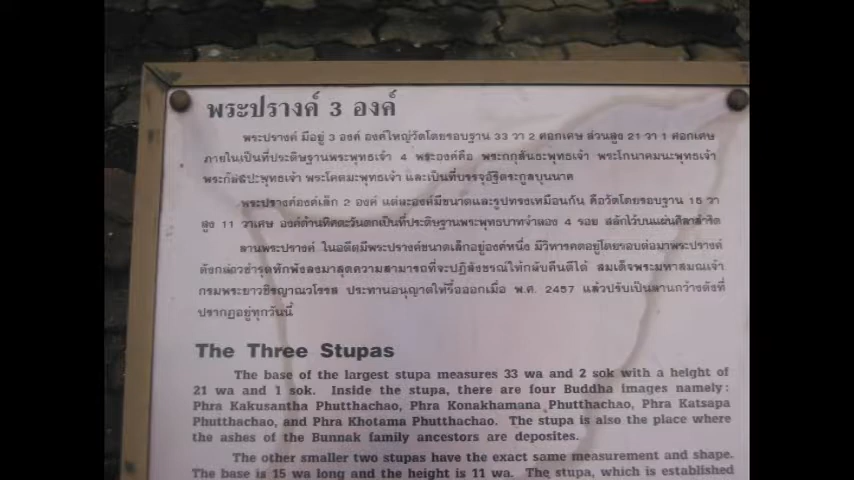 พระปรางค์ 3 องค์
พระปรางค์ มีอยู่ 3 องค์ องค์ใหญ่วัดโดยรอบฐาน 33 วา 2 ศอกเศษ ส่วนสูง 21 วา 1 ศอกเศษ
ภายในเป็นที่ประดิษฐานพระพุทธเจ้า 4 พระองค์คือ พระกกุสันธะพุทธเจ้า พระโกนาคมนะพุทธเจ้า
พระกัสสปะพุทธเจ้า พระโคตมะพุทธเจ้า และเป็นที่บรรจุอัฐิตระกูลบุนนาค
พระปรางค์องค์เล็ก 2 องค์ แต่ละองค์มีขนาดและรูปทรงเหมือนกัน คือวัดโดยรอบฐาน 15 วา
สูง 11 วาเศษ องค์ด้านทิศตะวันตกเป็นที่ประดิษฐานพระพุทธบาทจำลอง 4 รอย สลักไว้บนแผ่นศิลาสำริด
ลานพระปรางค์ ในอดีตมีพระปรางค์ขนาดเล็กอยู่องค์หนึ่ง มีวิหารคดอยู่โดยรอบต่อมาพระปรางค์
ดังกล่าวชำรุดหักพังลงมาสุดความสามารถที่จะปฏิสังขรณ์ให้กลับคืนดีได้ สมเด็จพระมหาสมณเจ้า
กรมพระยาวชิรญาณวโรรส ประทานอนุญาตให้รื้อออกเมื่อ พ.ศ. 2457 แล้วปรับเป็นลานกว้างดังที่
ปรากฏอยู่ทุกวันนี้
The Three Stupas
The base of the largest stupa measures 33 wa and 2 sok with a height of
21 wa and 1 sok. Inside the stupa, there are four Buddha images namely:
Phra Kakusantha Phutthachao, Phra Konakhamana Phutthachao, Phra Katsapa
Phutthachao, and Phra Khotama Phutthachao. The stupa is also the place where
the ashes of the Bunnak family ancestors are deposites.
The other smaller two stupas have the exact same measurement and shape.
The base is 15 wa long and the height is 11 wa. The stupa, which is established